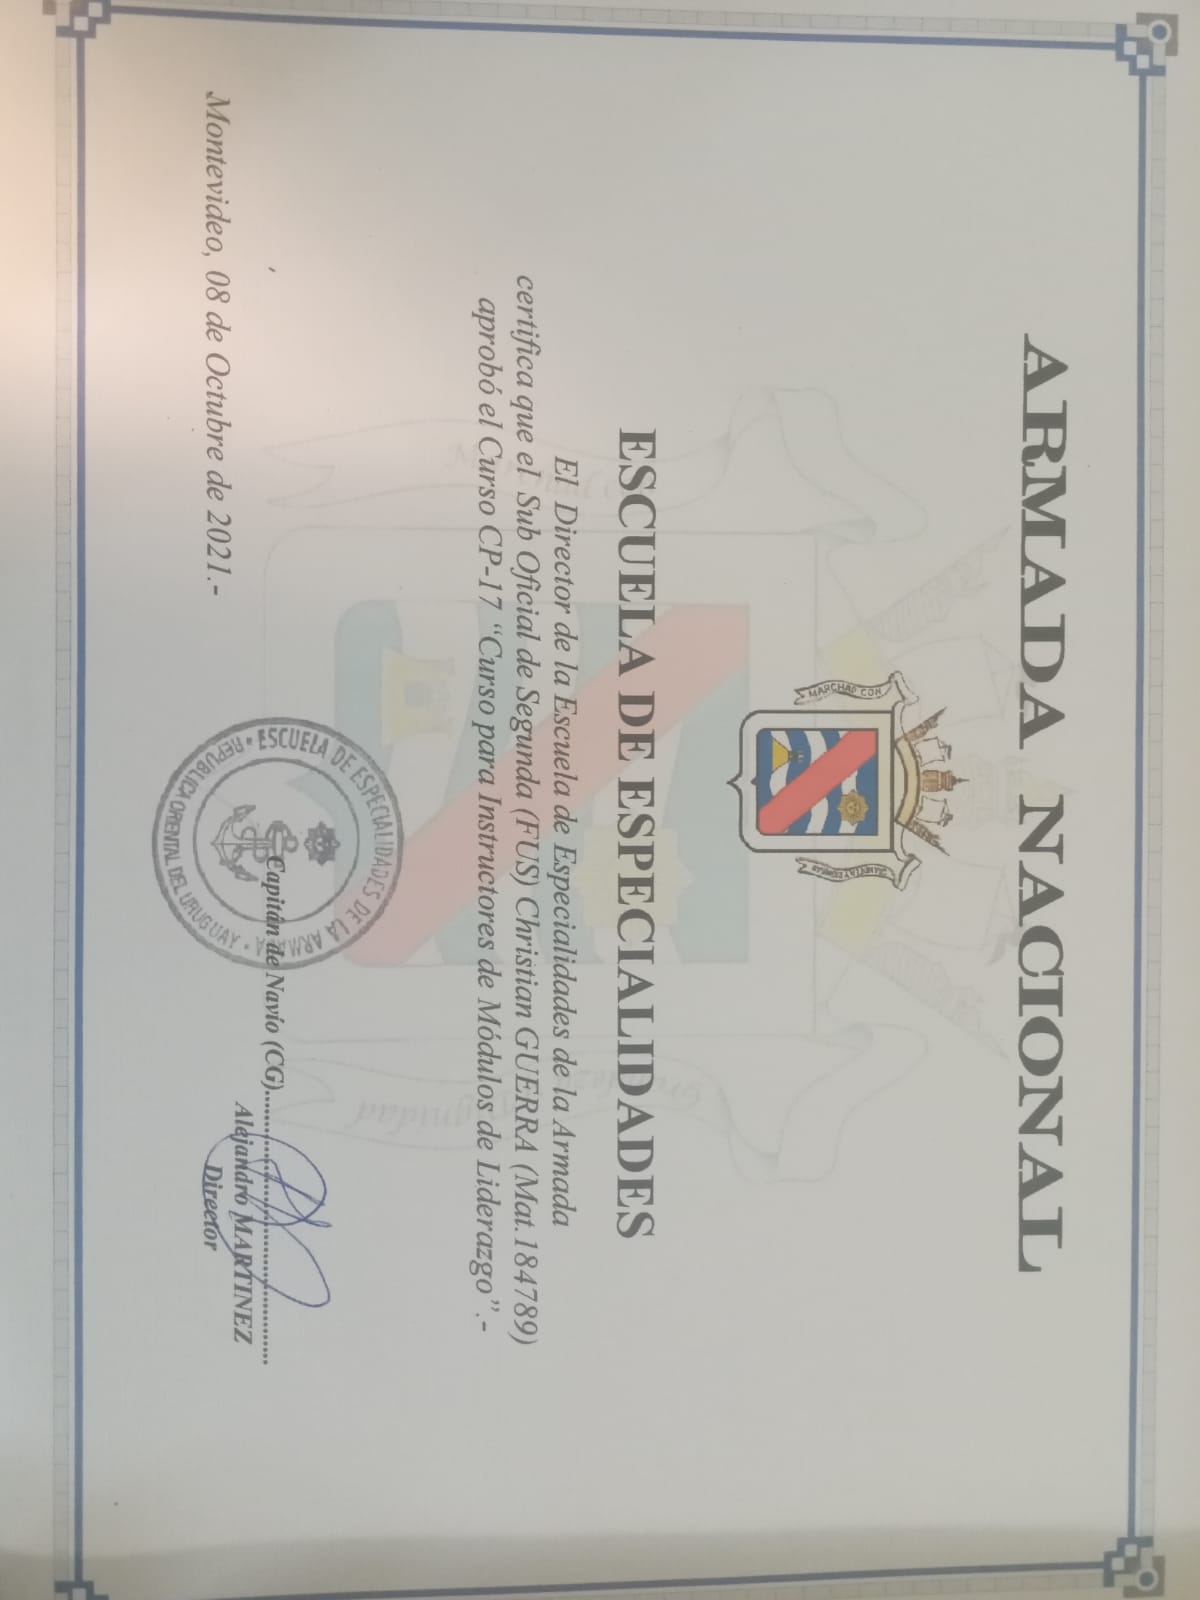 ARMADA NACIONAL
MARCHAD CON
ESCUELA DE ESPECIALIDADES
El Director de la Escuela de Especialidades de la Armada
certifica que el Sub Oficial de Segunda (FUS) Christian GUERRA (Mat.184789)
aprobó el Curso CP-17 “Curso para Instructores de Módulos de Liderazgo”.-
ESCUELA DE ESPECIALIDADES DE LA ARMADA
REPUBLICA ORIENTAL DEL URUGUAY
Capitán de Navío (CG)..........................................
Alejandro MARTINEZ
Director
Montevideo, 08 de Octubre de 2021.-